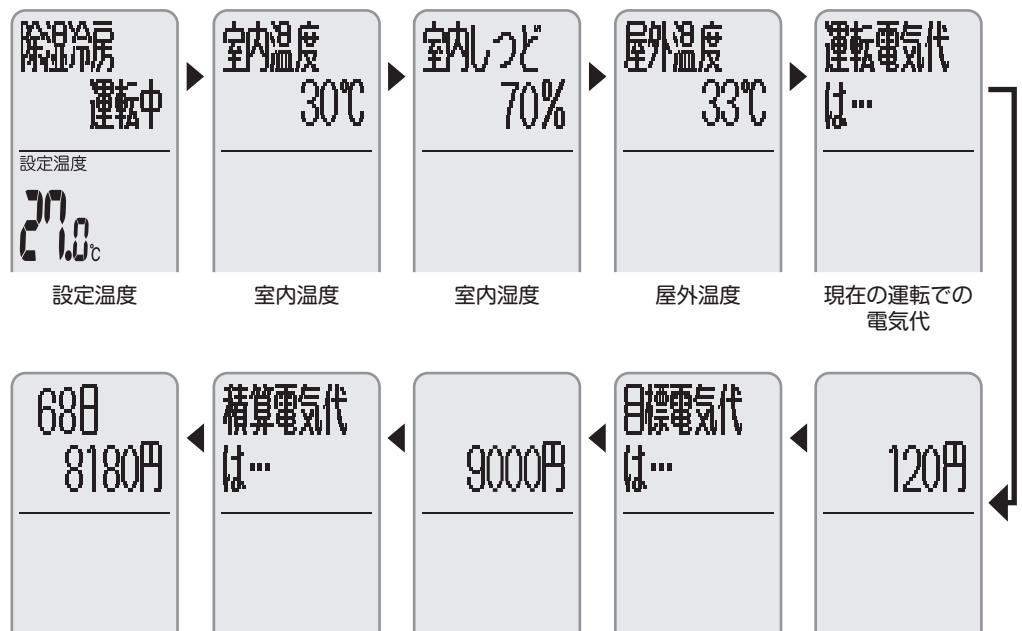 除湿冷房
運転中
設定温度
27.0℃
設定温度
室内温度
30℃
室内温度
室内しつど
70%
室内湿度
屋外温度
33℃
屋外温度
運転電気代
は…
現在の運転での
電気代
120円
目標電気代
は…
9000円
積算電気代
は…
68日
8180円